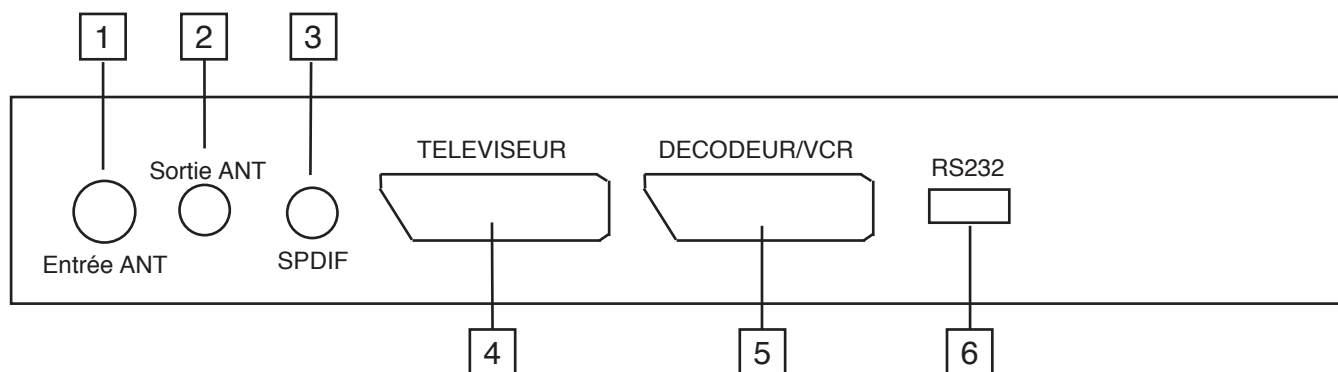 1 2 3
TELEVISEUR DECODEUR/VCR
RS232
Sortie ANT
Entrée ANT SPDIF
4 5 6